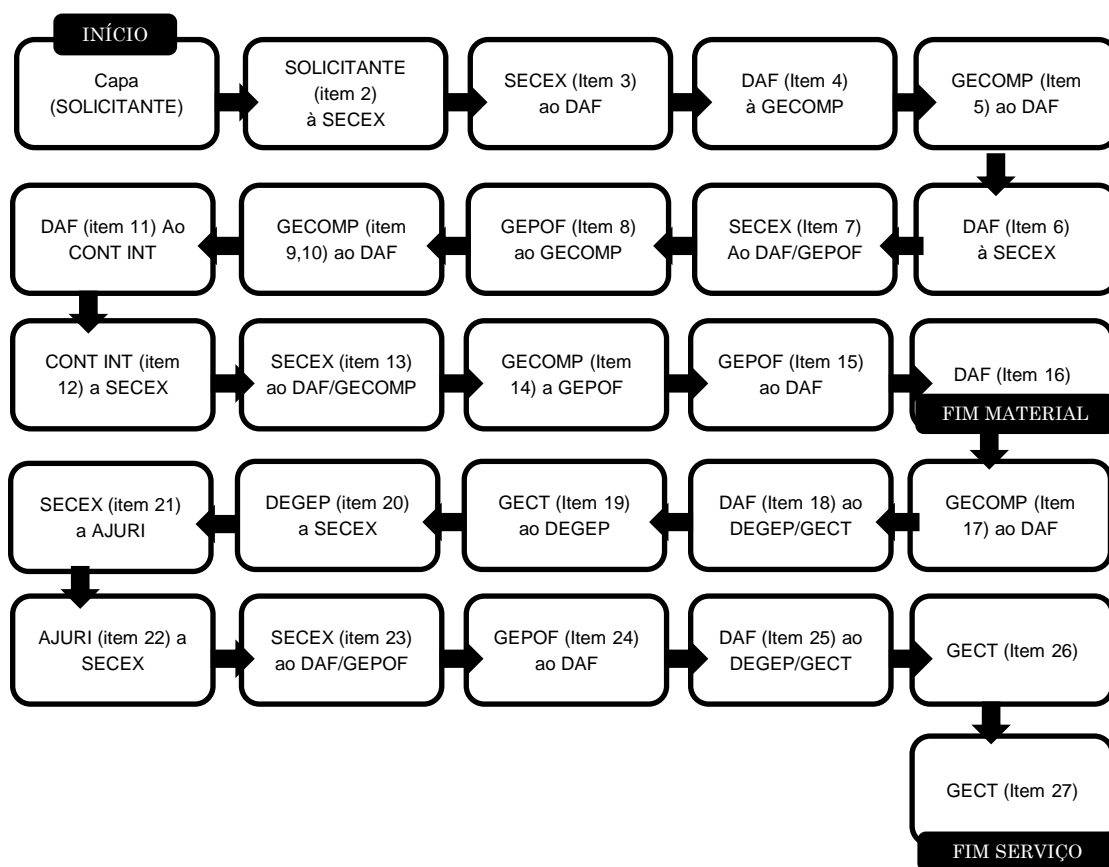 INÍCIO
Capa
(SOLICITANTE)
SOLICITANTE
(item 2)
à SECEX
SECEX (Item 3)
ao DAF
DAF (Item 4)
à GECOMP
GECOMP (Item
5) ao DAF
DAF (Item 6)
à SECEX
SECEX (Item 7)
Ao DAF/GEPOF
GEPOF (Item 8)
ao GECOMP
GECOMP (item
9,10) ao DAF
DAF (item 11) Ao
CONT INT
CONT INT (item
12) a SECEX
SECEX (item 13)
ao DAF/GECOMP
GECOMP (Item
14) a GEPOF
GEPOF (Item 15)
ao DAF
DAF (Item 16)
FIM MATERIAL
GECOMP (Item
17) ao DAF
DAF (Item 18) ao
DEGEP/GECT
GECT (Item 19)
ao DEGEP
DEGEP (item 20)
a SECEX
SECEX (item 21)
a AJURI
AJURI (item 22) a
SECEX
SECEX (item 23)
ao DAF/GEPOF
GEPOF (Item 24)
ao DAF
DAF (Item 25) ao
DEGEP/GECT
GECT (Item 26)
GECT (Item 27)
FIM SERVIÇO